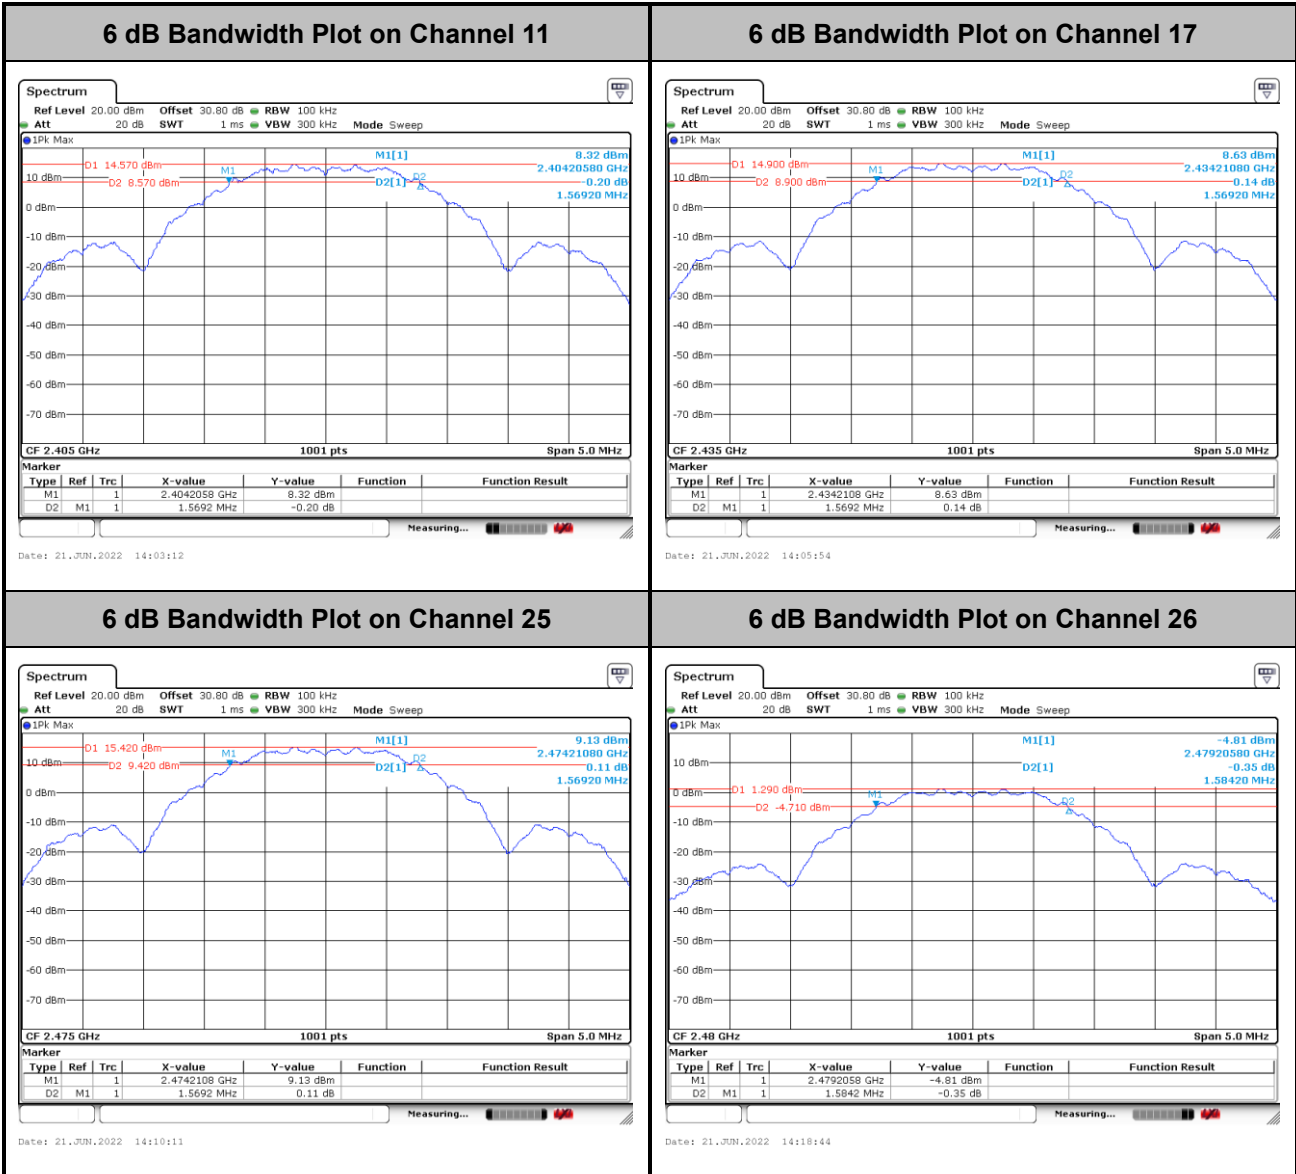 6 dB Bandwidth Plot on Channel 11
Spectrum
Ref Level 20.00 dBm Offset 30.80 dB RBW 100 kHz
Att 20 dB SWT 1 ms VBW 300 kHz Mode Sweep
1Pk Max
M1[1] 8.32 dBm
2.40420580 GHz
D2[1] -0.20 dB
1.56920 MHz
D1 14.570 dBm
M1
D2
10 dBm
D2 8.570 dBm
0 dBm
-10 dBm
-20 dBm
-30 dBm
-40 dBm
-50 dBm
-60 dBm
-70 dBm
CF 2.405 GHz 1001 pts Span 5.0 MHz
Marker
Type Ref Trc X-value Y-value Function Function Result
M1 1 2.4042058 GHz 8.32 dBm
D2 M1 1 1.5692 MHz -0.20 dB
Measuring...
Date: 21.JUN.2022 14:03:12
6 dB Bandwidth Plot on Channel 17
Spectrum
Ref Level 20.00 dBm Offset 30.80 dB RBW 100 kHz
Att 20 dB SWT 1 ms VBW 300 kHz Mode Sweep
1Pk Max
M1[1] 8.63 dBm
2.43421080 GHz
D2[1] 0.14 dB
1.56920 MHz
D1 14.900 dBm
M1
D2
10 dBm
D2 8.900 dBm
0 dBm
-10 dBm
-20 dBm
-30 dBm
-40 dBm
-50 dBm
-60 dBm
-70 dBm
CF 2.435 GHz 1001 pts Span 5.0 MHz
Marker
Type Ref Trc X-value Y-value Function Function Result
M1 1 2.4342108 GHz 8.63 dBm
D2 M1 1 1.5692 MHz 0.14 dB
Measuring...
Date: 21.JUN.2022 14:05:54
6 dB Bandwidth Plot on Channel 25
Spectrum
Ref Level 20.00 dBm Offset 30.80 dB RBW 100 kHz
Att 20 dB SWT 1 ms VBW 300 kHz Mode Sweep
1Pk Max
M1[1] 9.13 dBm
2.47421080 GHz
D2[1] 0.11 dB
1.56920 MHz
D1 15.420 dBm
M1
D2
10 dBm
D2 9.420 dBm
0 dBm
-10 dBm
-20 dBm
-30 dBm
-40 dBm
-50 dBm
-60 dBm
-70 dBm
CF 2.475 GHz 1001 pts Span 5.0 MHz
Marker
Type Ref Trc X-value Y-value Function Function Result
M1 1 2.4742108 GHz 9.13 dBm
D2 M1 1 1.5692 MHz 0.11 dB
Measuring...
Date: 21.JUN.2022 14:10:11
6 dB Bandwidth Plot on Channel 26
Spectrum
Ref Level 20.00 dBm Offset 30.80 dB RBW 100 kHz
Att 20 dB SWT 1 ms VBW 300 kHz Mode Sweep
1Pk Max
M1[1] -4.81 dBm
2.47920580 GHz
D2[1] -0.35 dB
1.58420 MHz
10 dBm
0 dBm
D1 1.290 dBm
M1
D2
D2 -4.710 dBm
-10 dBm
-20 dBm
-30 dBm
-40 dBm
-50 dBm
-60 dBm
-70 dBm
CF 2.48 GHz 1001 pts Span 5.0 MHz
Marker
Type Ref Trc X-value Y-value Function Function Result
M1 1 2.4792058 GHz -4.81 dBm
D2 M1 1 1.5842 MHz -0.35 dB
Measuring...
Date: 21.JUN.2022 14:18:44